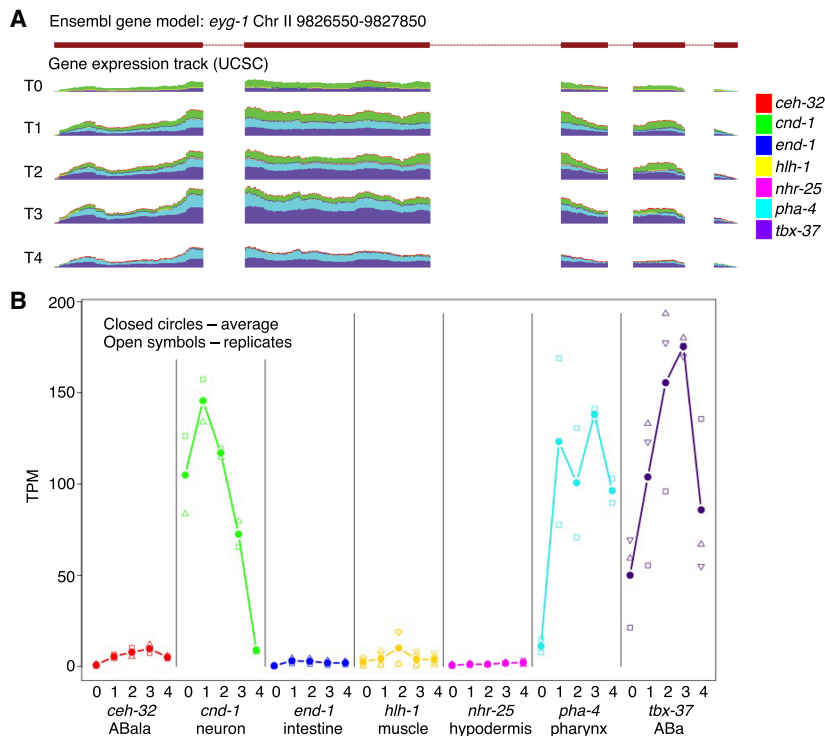 A
Ensembl gene model: eyg-1 Chr II 9826550-9827850
Gene expression track (UCSC)
T0
T1
T2
T3
T4
ceh-32
cnd-1
end-1
hlh-1
nhr-25
pha-4
tbx-37
B
Closed circles – average
Open symbols – replicates
TPM
200
150
100
50
0
0 1 2 3 4 0 1 2 3 4 0 1 2 3 4 0 1 2 3 4 0 1 2 3 4 0 1 2 3 4 0 1 2 3 4
ceh-32 cnd-1 end-1 hlh-1 nhr-25 pha-4 tbx-37
ABala neuron intestine muscle hypodermis pharynx ABa